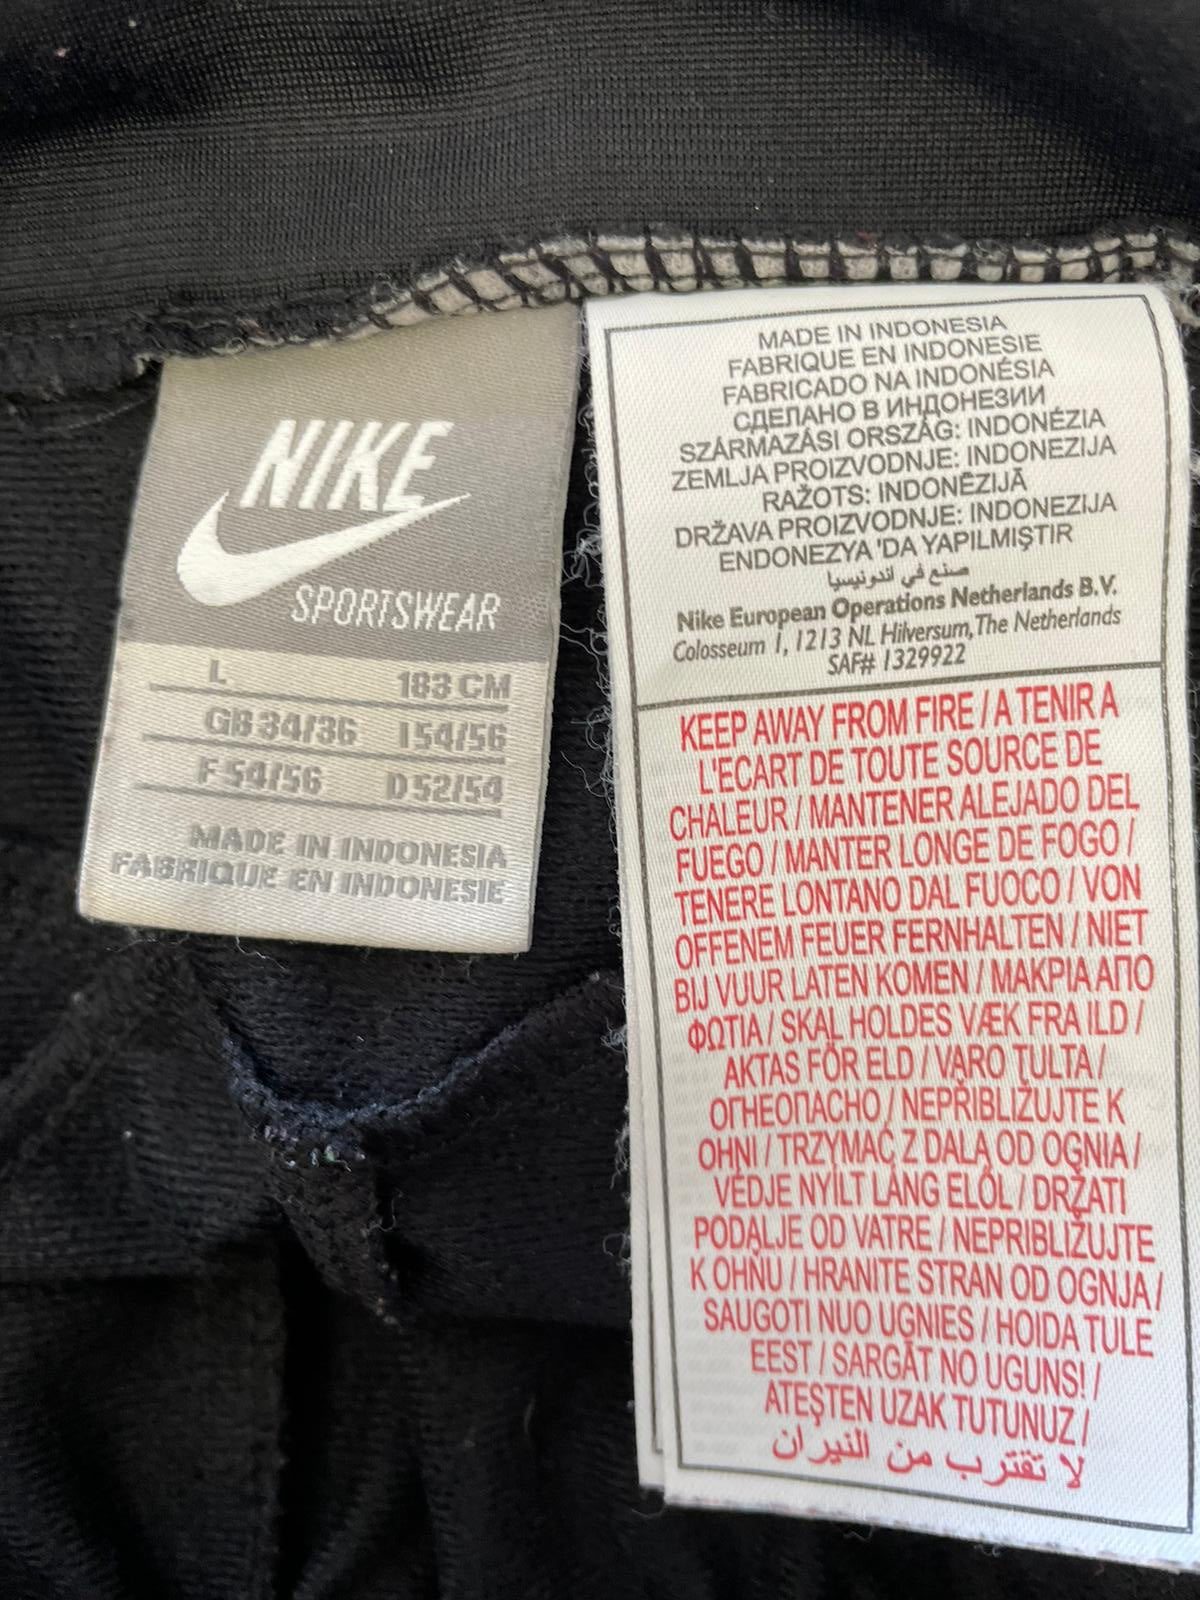 NIKE
SPORTSWEAR
L 183 CM
GB 34/36 I 54/56
F 54/56 D 52/54
MADE IN INDONESIA
FABRIQUE EN INDONESIE
MADE IN INDONESIA
FABRIQUE EN INDONESIE
FABRICADO NA INDONÉSIA
СДЕЛАНО В ИНДОНЕЗИИ
SZÁRMAZÁSI ORSZÁG: INDONÉZIA
ZEMLJA PROIZVODNJE: INDONEZIJA
RAŽOTS: INDONĒZIJĀ
DRŽAVA PROIZVODNJE: INDONEZIJA
ENDONEZYA 'DA YAPILMIŞTIR
صنع في اندونيسيا
Nike European Operations Netherlands B.V.
Colosseum 1, 1213 NL Hilversum, The Netherlands
SAF# 1329922
KEEP AWAY FROM FIRE / A TENIR A
L'ECART DE TOUTE SOURCE DE
CHALEUR / MANTENER ALEJADO DEL
FUEGO / MANTER LONGE DE FOGO /
TENERE LONTANO DAL FUOCO / VON
OFFENEM FEUER FERNHALTEN / NIET
BIJ VUUR LATEN KOMEN / ΜΑΚΡΙΑ ΑΠΟ
ΦΩΤΙΑ / SKAL HOLDES VÆK FRA ILD /
AKTAS FÖR ELD / VARO TULTA /
ОГНЕОПАСНО / NEPŘIBLIŽUJTE K
OHNI / TRZYMAĆ Z DALA OD OGNIA /
VÉDJE NYÍLT LÁNG ELŐL / DRŽATI
PODALJE OD VATRE / NEPRIBLIŽUJTE
K OHŇU / HRANITE STRAN OD OGNJA /
SAUGOTI NUO UGNIES / HOIDA TULE
EEST / SARGĀT NO UGUNS! /
ATEŞTEN UZAK TUTUNUZ /
لا تقترب من النيران